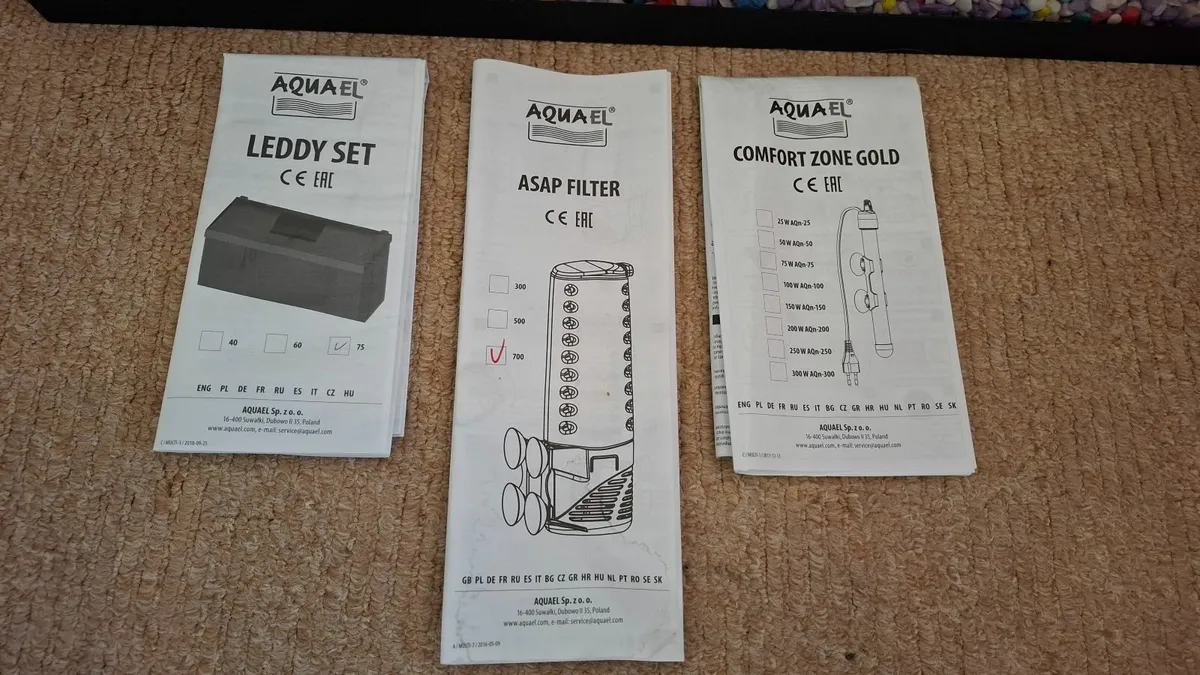 AQUAEL®
LEDDY SET
CE EAC
40 60 75
ENG PL DE FR RU ES IT CZ HU
AQUAEL Sp. z o. o.
16-400 Suwałki, Dubowo II 35, Poland
www.aquael.com, e-mail: service@aquael.com
C / MULTI-1 / 2018-09-25
AQUAEL®
ASAP FILTER
CE EAC
300
500
700
GB PL DE FR RU ES IT BG CZ GR HR HU NL PT RO SE SK
AQUAEL Sp. z o. o.
16-400 Suwałki, Dubowo II 35, Poland
www.aquael.com, e-mail: service@aquael.com
AQUAEL®
COMFORT ZONE GOLD
CE EAC
25 W AQn-25
50 W AQn-50
75 W AQn-75
100 W AQn-100
150 W AQn-150
200 W AQn-200
250 W AQn-250
300 W AQn-300
ENG PL DE FR RU ES IT BG CZ GR HR HU NL PT RO SE SK
AQUAEL Sp. z o. o.
16-400 Suwałki, Dubowo II 35, Poland
www.aquael.com, e-mail: service@aquael.com